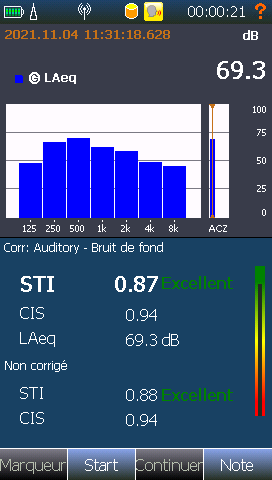 00:00:21 ?
2021.11.04 11:31:18.628 dB
G LAeq 69.3
100
75
50
25
0
125 250 500 1k 2k 4k 8k ACZ
Corr: Auditory - Bruit de fond
STI 0.87 Excellent
CIS 0.94
LAeq 69.3 dB
Non corrigé
STI 0.88 Excellent
CIS 0.94
Marqueur Start Continuer Note